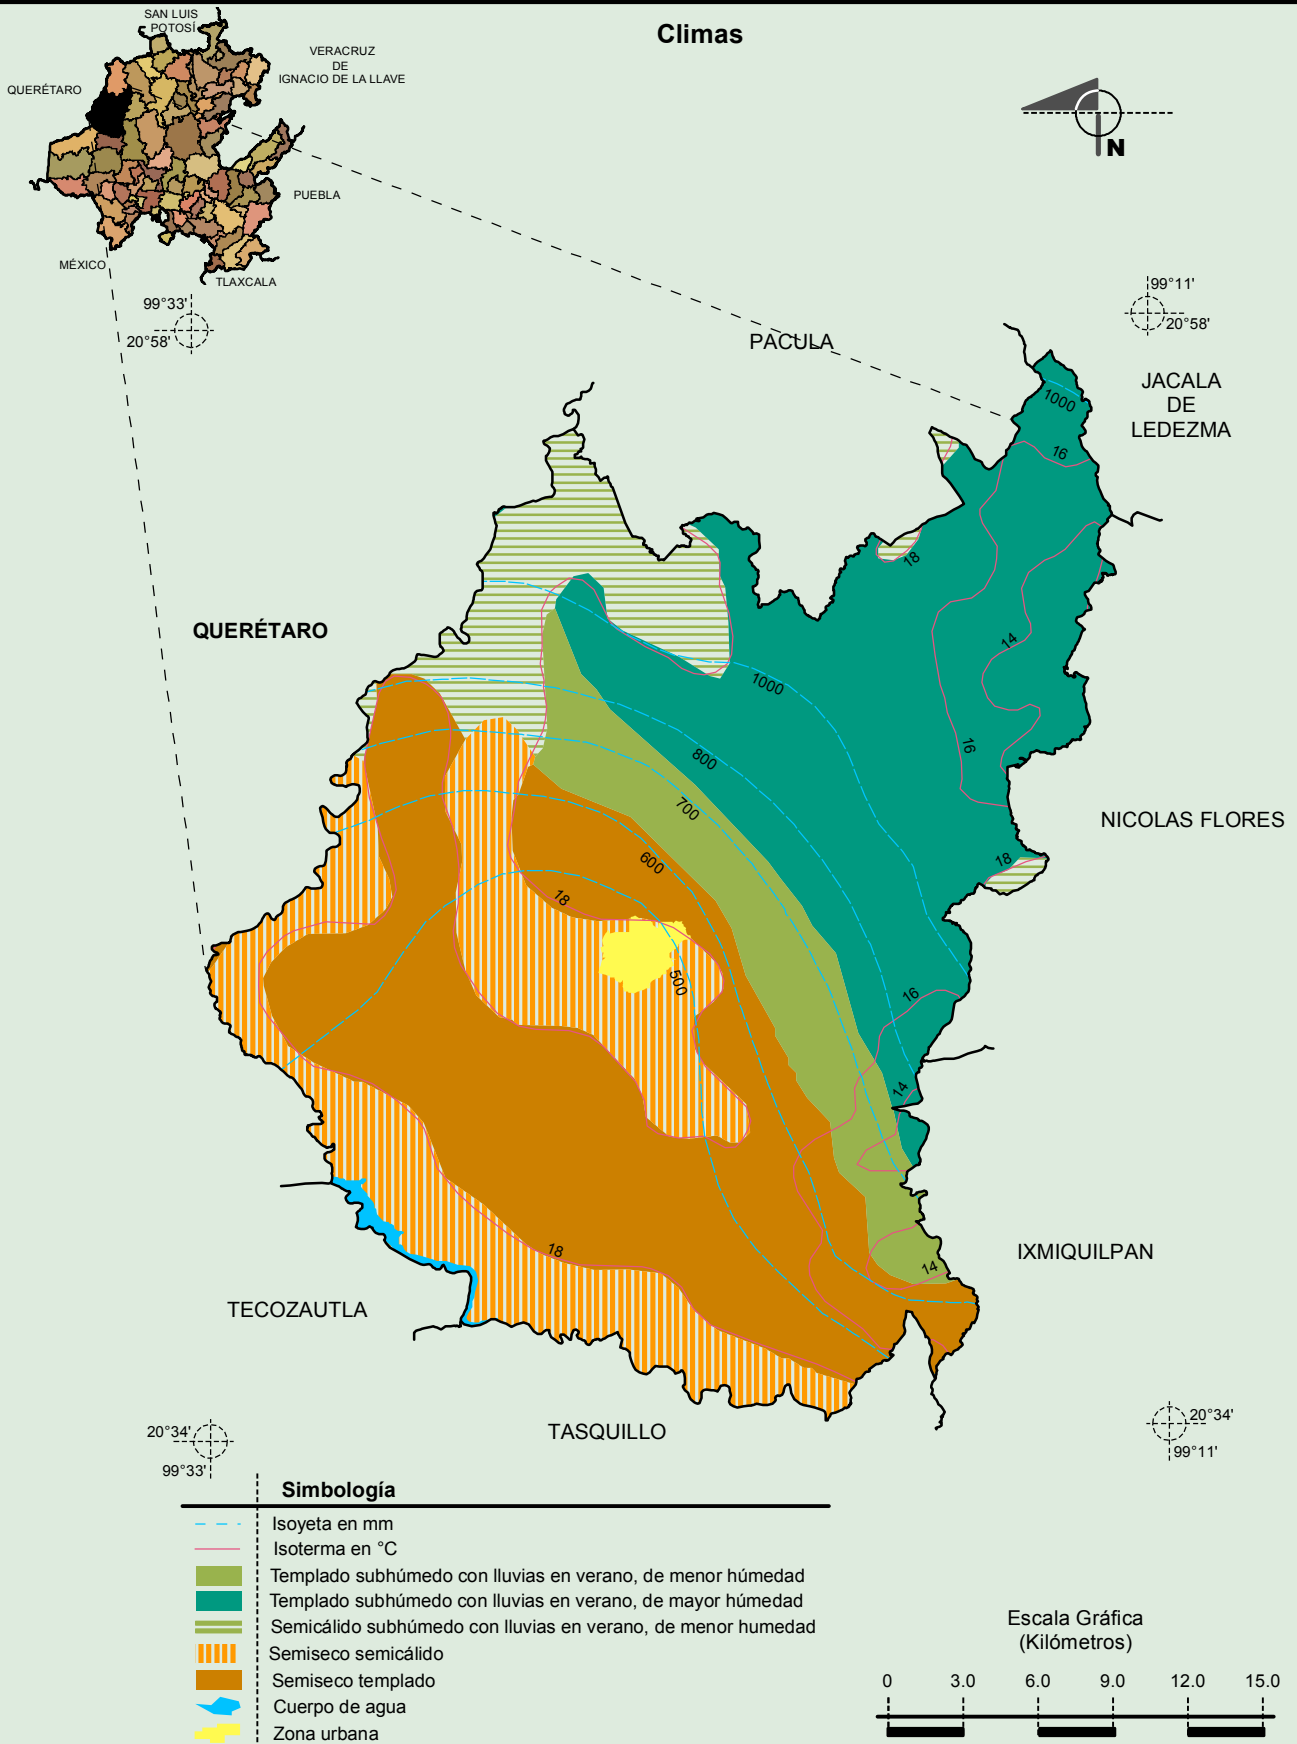 Climas
SAN LUIS
POTOSÍ
VERACRUZ
DE
IGNACIO DE LA LLAVE
QUERÉTARO
PUEBLA
MÉXICO
TLAXCALA
N
99°33'
20°58'
99°11'
20°58'
PACULA
JACALA
DE
LEDEZMA
1000
16
18
QUERÉTARO
14
1000
16
800
700
NICOLAS FLORES
600
18
18
500
16
14
18
14
IXMIQUILPAN
TECOZAUTLA
TASQUILLO
20°34'
99°33'
20°34'
99°11'
Simbología
Isoyeta en mm
Isoterma en °C
Templado subhúmedo con lluvias en verano, de menor húmedad
Templado subhúmedo con lluvias en verano, de mayor húmedad
Semicálido subhúmedo con lluvias en verano, de menor humedad
Semiseco semicálido
Semiseco templado
Cuerpo de agua
Zona urbana
Escala Gráfica
(Kilómetros)
0 3.0 6.0 9.0 12.0 15.0